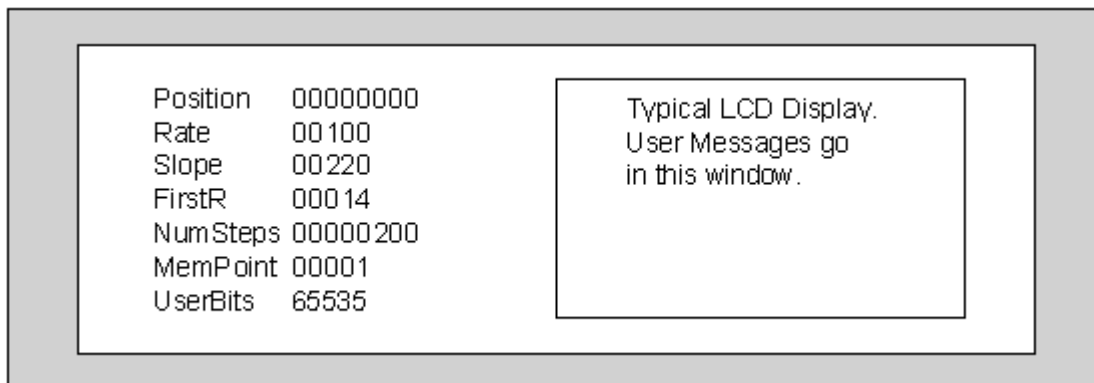 Position 00000000
Rate 00100
Slope 00220
FirstR 00014
NumSteps 00000200
MemPoint 00001
UserBits 65535
Typical LCD Display.
User Messages go
in this window.